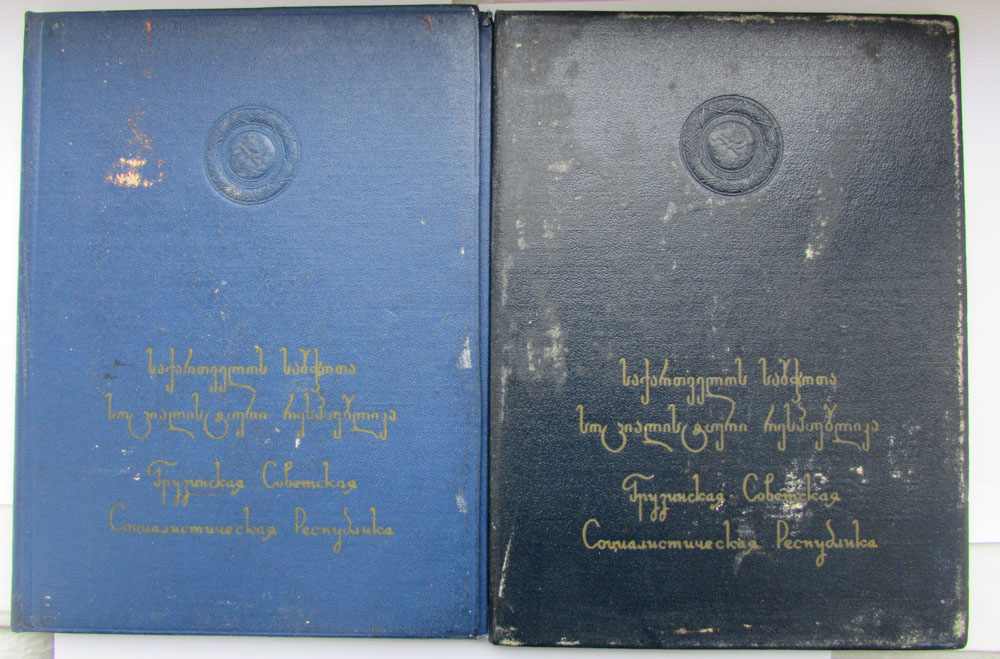 საქართველოს საბჭოთა
სოციალისტური რესპუბლიკა
Грузинская Советская
Социалистическая Республика
საქართველოს საბჭოთა
სოციალისტური რესპუბლიკა
Грузинская Советская
Социалистическая Республика